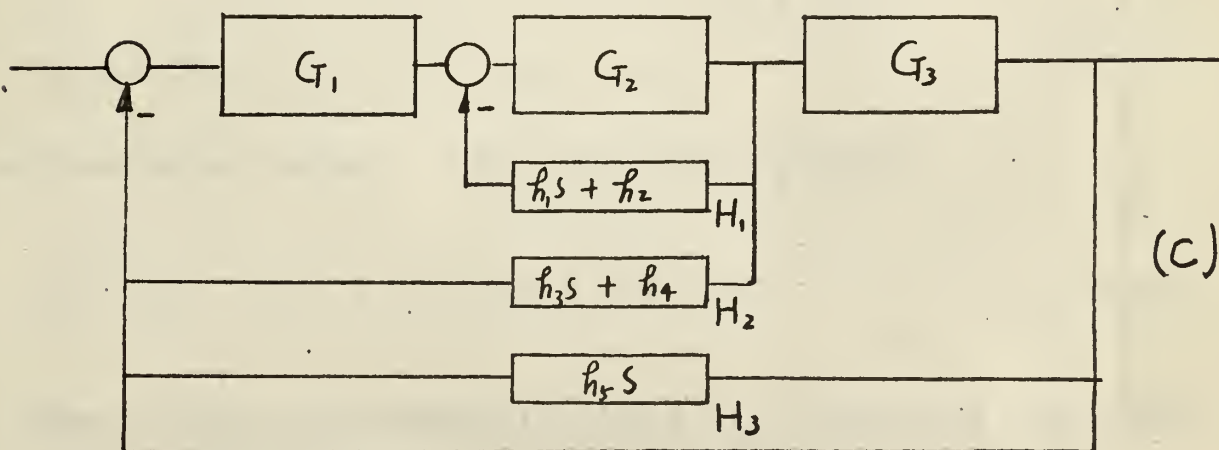 G₁
G₂
G₃
-
-
h₁s + h₂
H₁
(C)
h₃s + h₄
H₂
h₅s
H₃